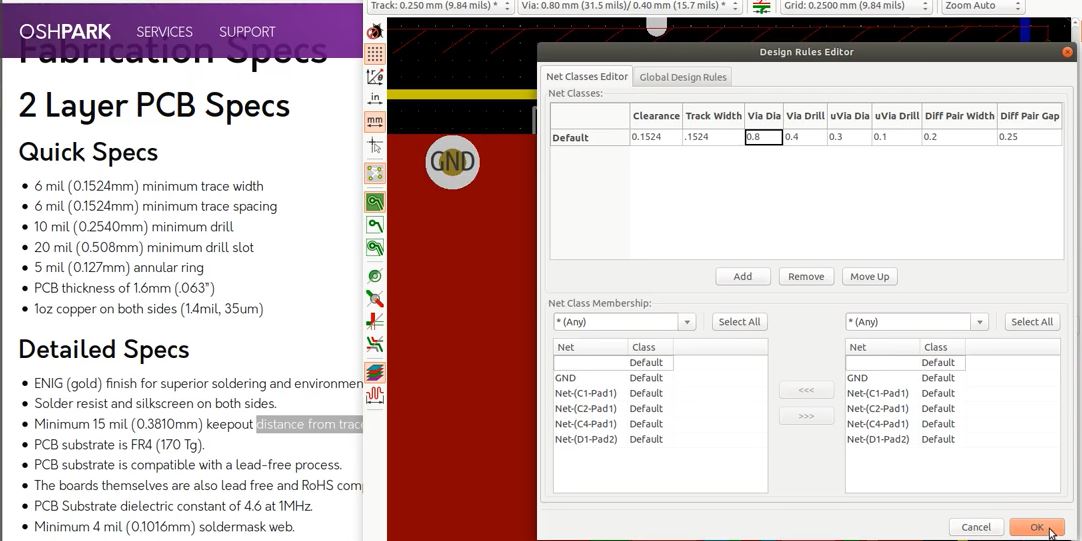 OSHPARK SERVICES SUPPORT
Fabrication Specs
2 Layer PCB Specs
Quick Specs
6 mil (0.1524mm) minimum trace width
6 mil (0.1524mm) minimum trace spacing
10 mil (0.2540mm) minimum drill
20 mil (0.508mm) minimum drill slot
5 mil (0.127mm) annular ring
PCB thickness of 1.6mm (.063")
1oz copper on both sides (1.4mil, 35um)
Detailed Specs
ENIG (gold) finish for superior soldering and environmen
Solder resist and silkscreen on both sides.
Minimum 15 mil (0.3810mm) keepout distance from trace
PCB substrate is FR4 (170 Tg).
PCB substrate is compatible with a lead-free process.
The boards themselves are also lead free and RoHS com
PCB Substrate dielectric constant of 4.6 at 1MHz.
Minimum 4 mil (0.1016mm) soldermask web.
Track: 0.250 mm (9.84 mils) * Via: 0.80 mm (31.5 mils)/ 0.40 mm (15.7 mils) * Grid: 0.2500 mm (9.84 mils) Zoom Auto
in
mm
GND
Design Rules Editor
Net Classes Editor Global Design Rules
Net Classes:
Clearance Track Width Via Dia Via Drill uVia Dia uVia Drill Diff Pair Width Diff Pair Gap
Default 0.1524 .1524 0.8 0.4 0.3 0.1 0.2 0.25
Add Remove Move Up
Net Class Membership:
* (Any) Select All * (Any) Select All
Net Class Net Class
Default Default
GND Default GND Default
Net-(C1-Pad1) Default <<< Net-(C1-Pad1) Default
Net-(C2-Pad1) Default >>> Net-(C2-Pad1) Default
Net-(C4-Pad1) Default Net-(C4-Pad1) Default
Net-(D1-Pad2) Default Net-(D1-Pad2) Default
Cancel OK